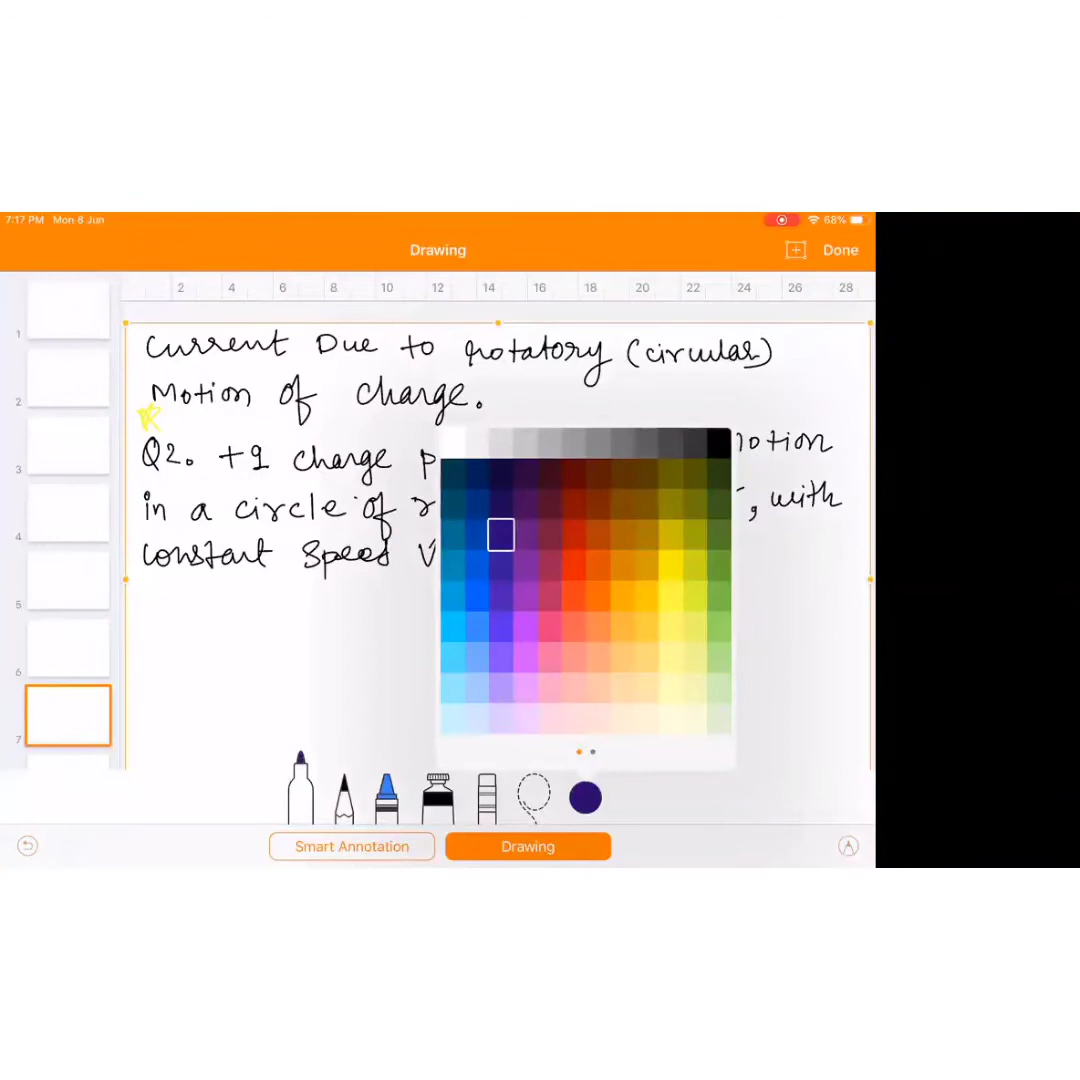 7:17 PM Mon 8 Jun
68%
Drawing
Done
2 4 6 8 10 12 14 16 18 20 22 24 26 28
Current Due to rotatory (circular)
Motion of charge.
Q2. +q charge p
motion
in a circle of r
, with
constant speed V
1
2
3
4
5
6
7
Smart Annotation
Drawing